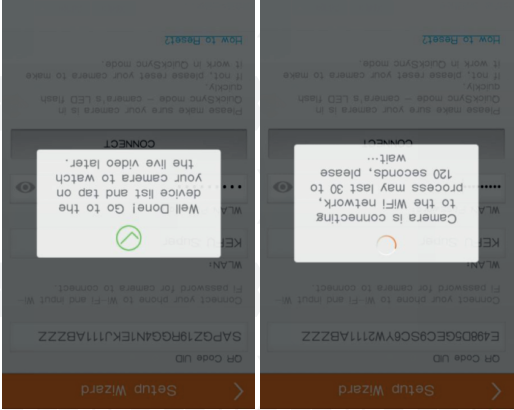 Setup Wizard
QR Code UID
E498D5GEC9SC6YW2111ABZZZ
Connect your phone to Wi-Fi and input Wi-
Fi password for camera to connect.
WLAN:
Camera is connecting
to the WiFi network,
process may last 30 to
120 seconds, please
wait...
CONNECT
Please make sure your camera is in
QuickSync mode – camera's LED flash
quickly.
If not, please reset your camera to make
it work in QuickSync mode.
How to Reset?
Setup Wizard
QR Code UID
SAPGZ19RGG4N1EKJ111ABZZZ
Connect your phone to Wi-Fi and input Wi-
Fi password for camera to connect.
WLAN:
Well Done! Go to the
device list and tap on
your camera to watch
the live video later.
CONNECT
Please make sure your camera is in
QuickSync mode – camera's LED flash
quickly.
If not, please reset your camera to make
it work in QuickSync mode.
How to Reset?